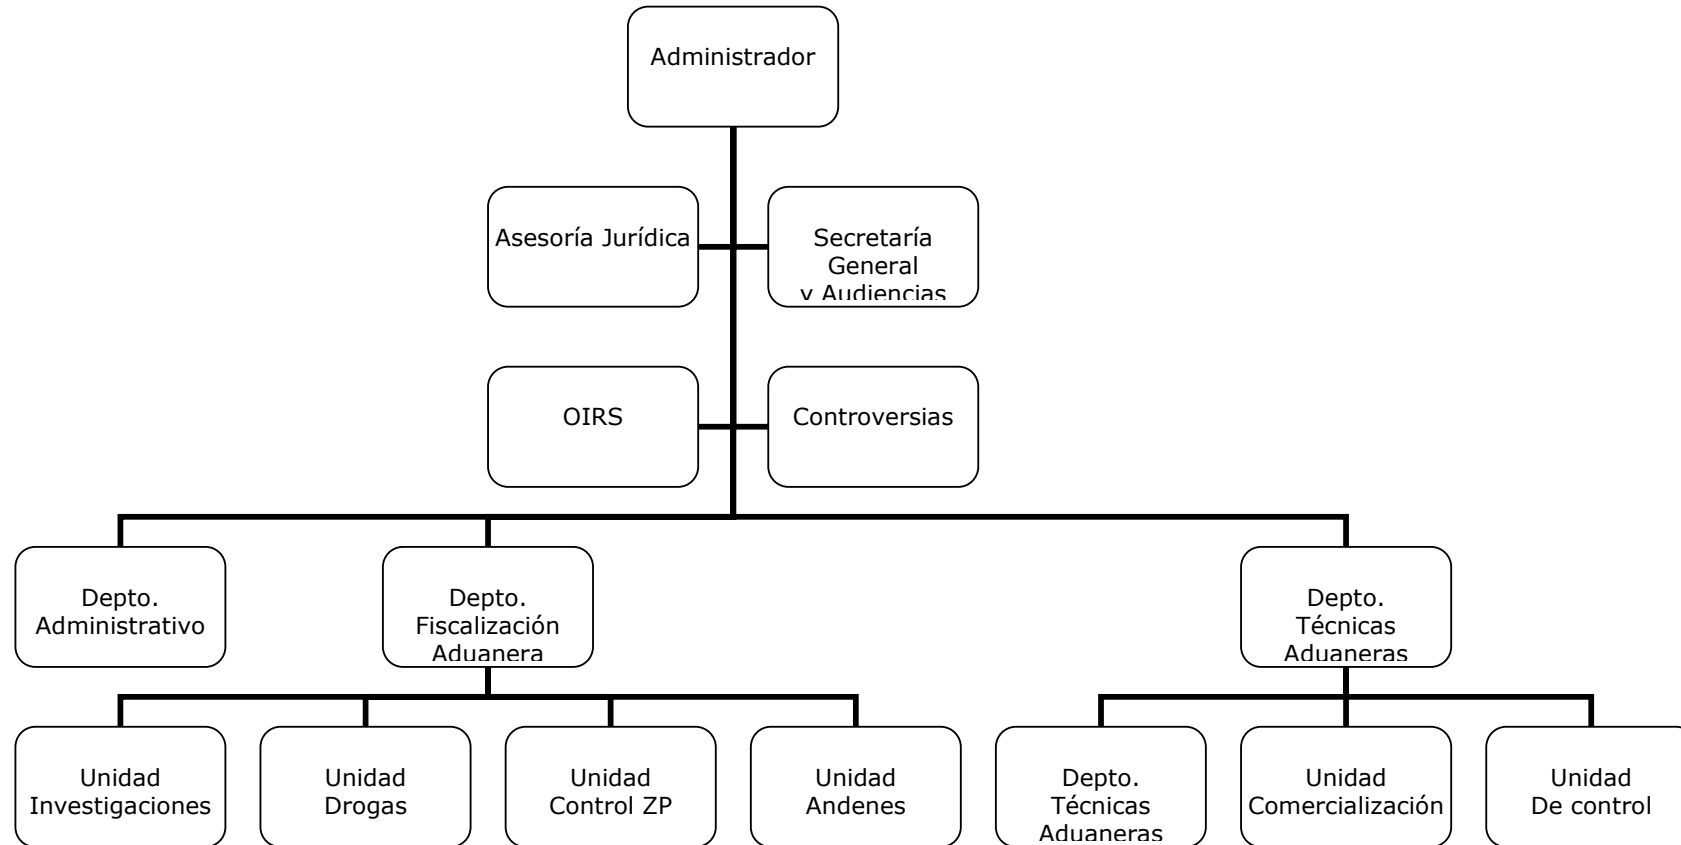 Administrador
Asesoría Jurídica
Secretaría
General
y Audiencias
OIRS
Controversias
Depto.
Administrativo
Depto.
Fiscalización
Aduanera
Depto.
Técnicas
Aduaneras
Unidad
Investigaciones
Unidad
Drogas
Unidad
Control ZP
Unidad
Andenes
Depto.
Técnicas
Aduaneras
Unidad
Comercialización
Unidad
De control